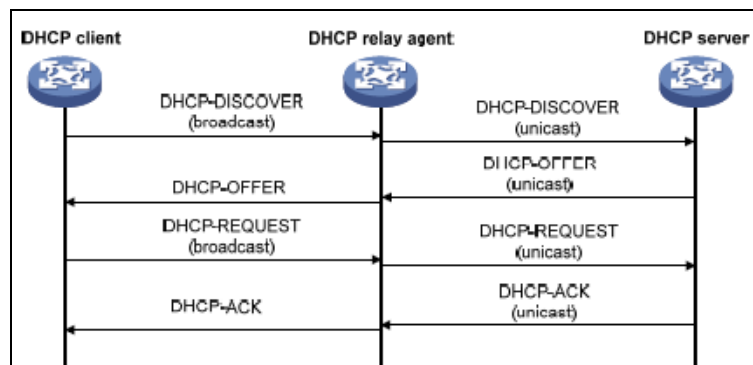 DHCP client
DHCP relay agent
DHCP server
DHCP-DISCOVER
(broadcast)
DHCP-DISCOVER
(unicast)
DHCP-OFFER
(unicast)
DHCP-OFFER
DHCP-REQUEST
(broadcast)
DHCP-REQUEST
(unicast)
DHCP-ACK
(unicast)
DHCP-ACK